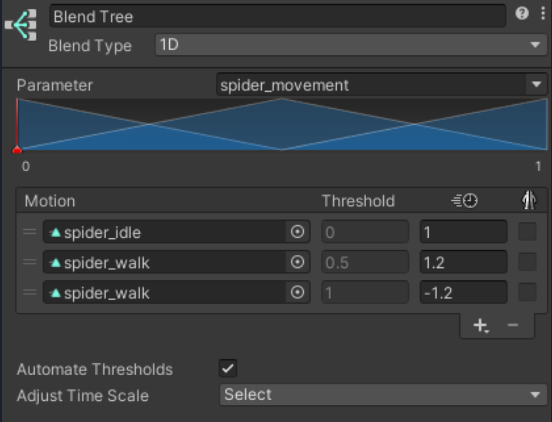 Blend Tree
Blend Type 1D
Parameter spider_movement
0 1
Motion Threshold
spider_idle 0 1
spider_walk 0.5 1.2
spider_walk 1 -1.2
+ −
Automate Thresholds
Adjust Time Scale Select